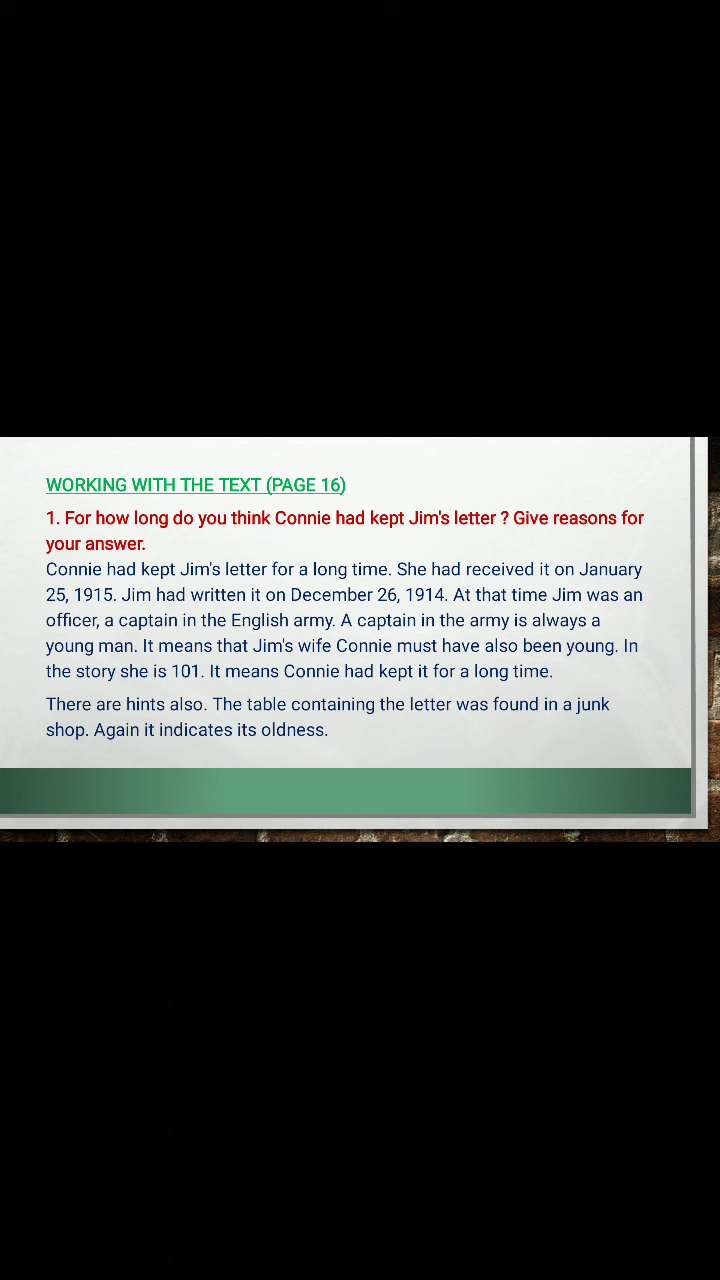 WORKING WITH THE TEXT (PAGE 16)
1. For how long do you think Connie had kept Jim's letter ? Give reasons for
your answer.
Connie had kept Jim's letter for a long time. She had received it on January
25, 1915. Jim had written it on December 26, 1914. At that time Jim was an
officer, a captain in the English army. A captain in the army is always a
young man. It means that Jim's wife Connie must have also been young. In
the story she is 101. It means Connie had kept it for a long time.
There are hints also. The table containing the letter was found in a junk
shop. Again it indicates its oldness.